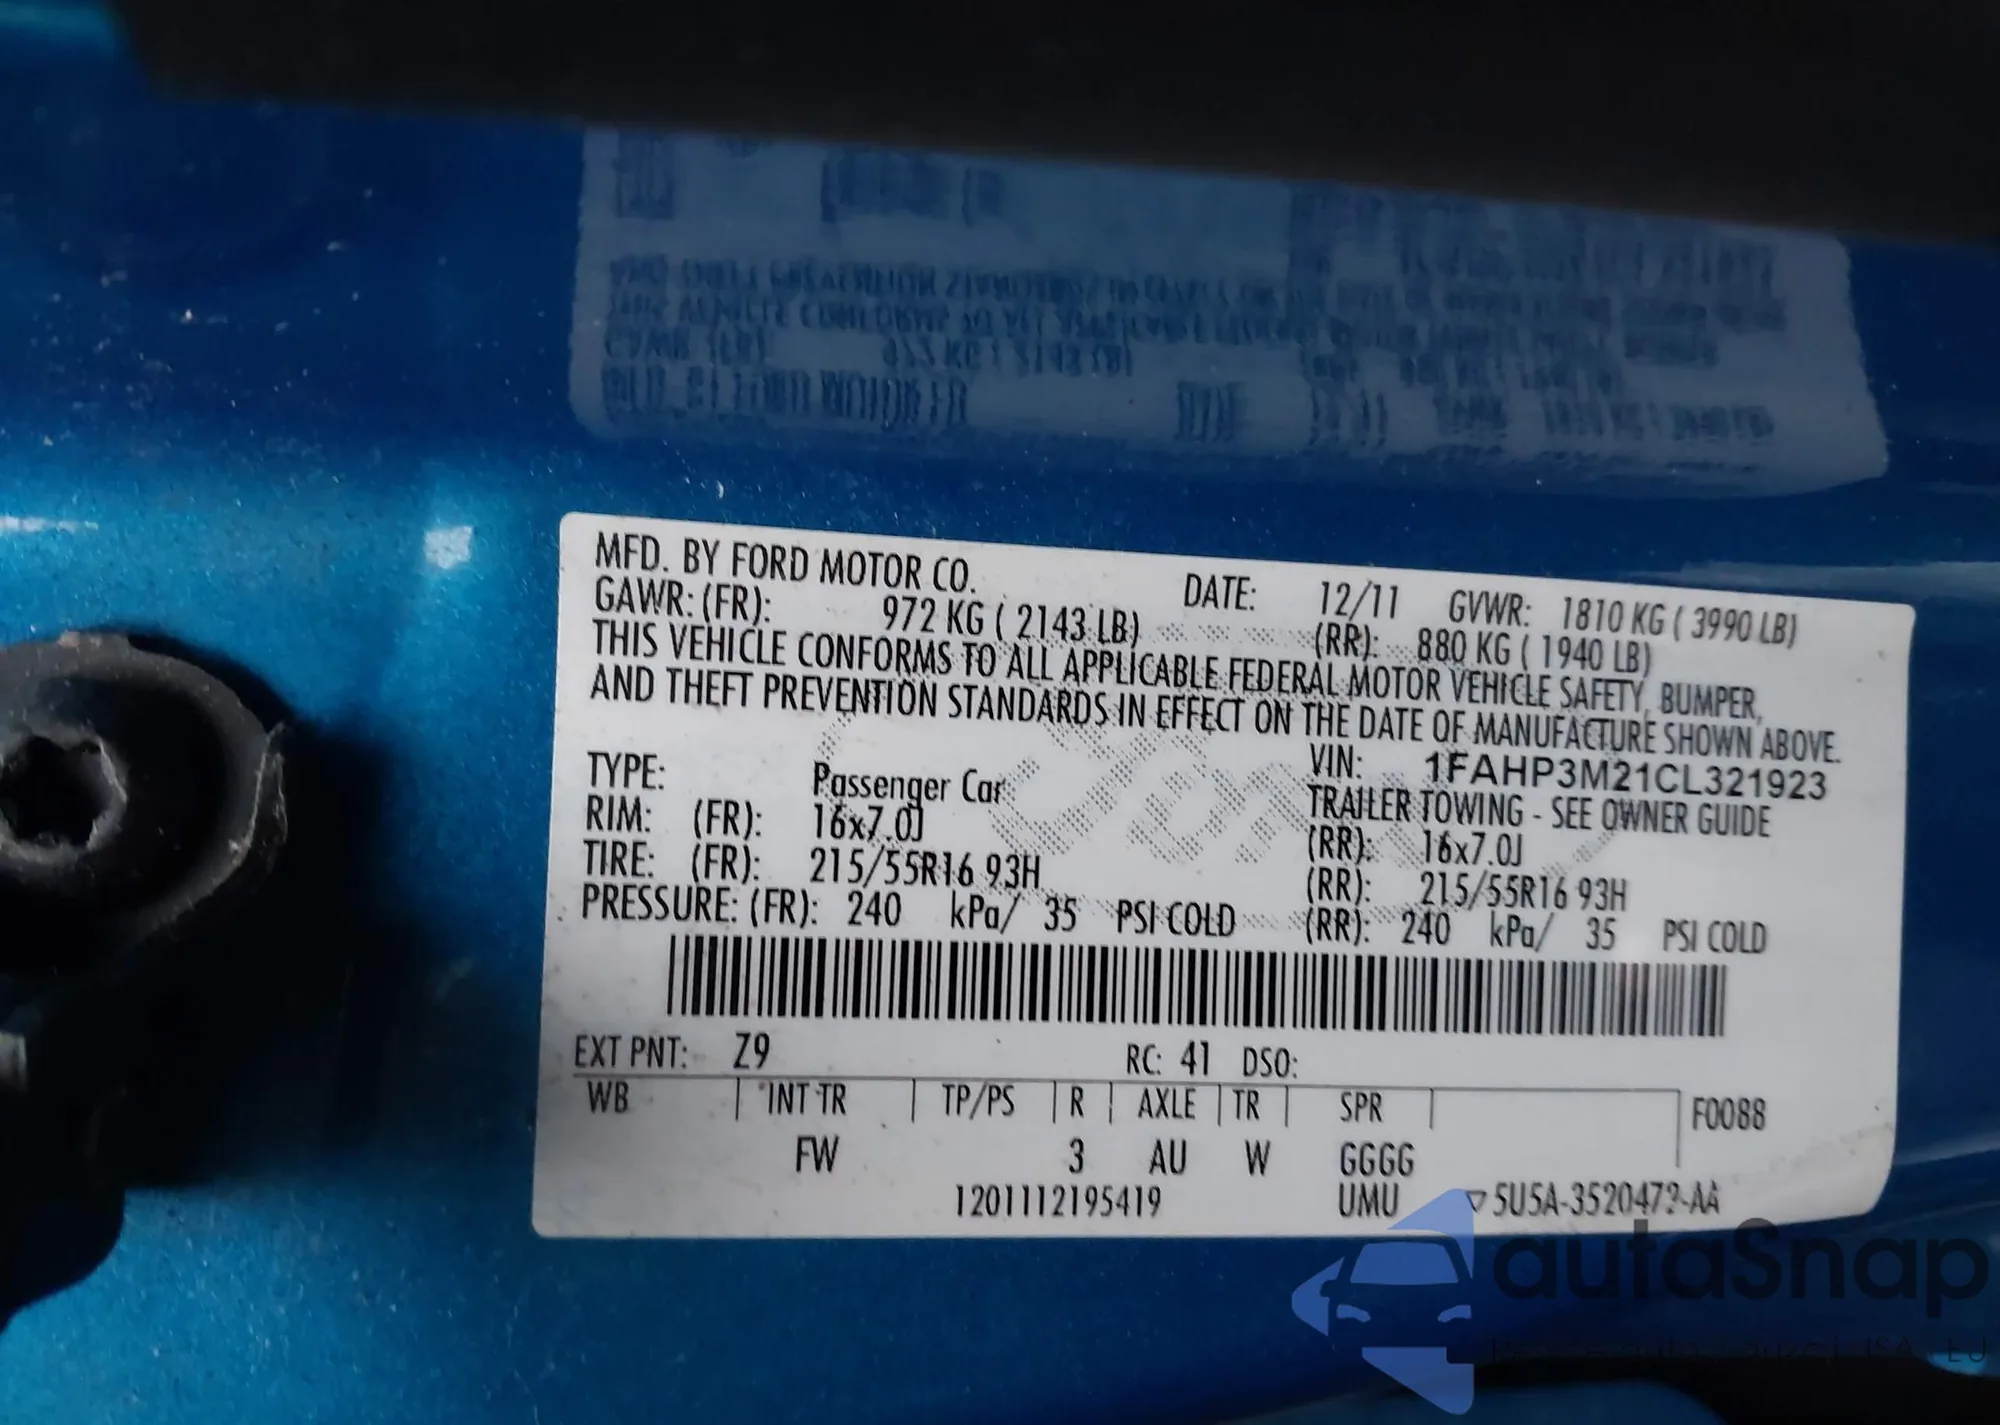 MFD. BY FORD MOTOR CO. DATE: 12/11 GVWR: 1810 KG ( 3990 LB)
GAWR: (FR): 972 KG ( 2143 LB) (RR): 880 KG ( 1940 LB)
THIS VEHICLE CONFORMS TO ALL APPLICABLE FEDERAL MOTOR VEHICLE SAFETY, BUMPER,
AND THEFT PREVENTION STANDARDS IN EFFECT ON THE DATE OF MANUFACTURE SHOWN ABOVE.
VIN: 1FAHP3M21CL321923
TYPE: Passenger Car TRAILER TOWING - SEE OWNER GUIDE
RIM: (FR): 16x7.0J (RR): 16x7.0J
TIRE: (FR): 215/55R16 93H (RR): 215/55R16 93H
PRESSURE: (FR): 240 kPa/ 35 PSI COLD (RR): 240 kPa/ 35 PSI COLD
EXT PNT: Z9 RC: 41 DSO:
WB INT TR TP/PS R AXLE TR SPR F0088
FW 3 AU W GGGG
1201112195419 UMU ▽ 5U5A-3520472-AA
autaSnap